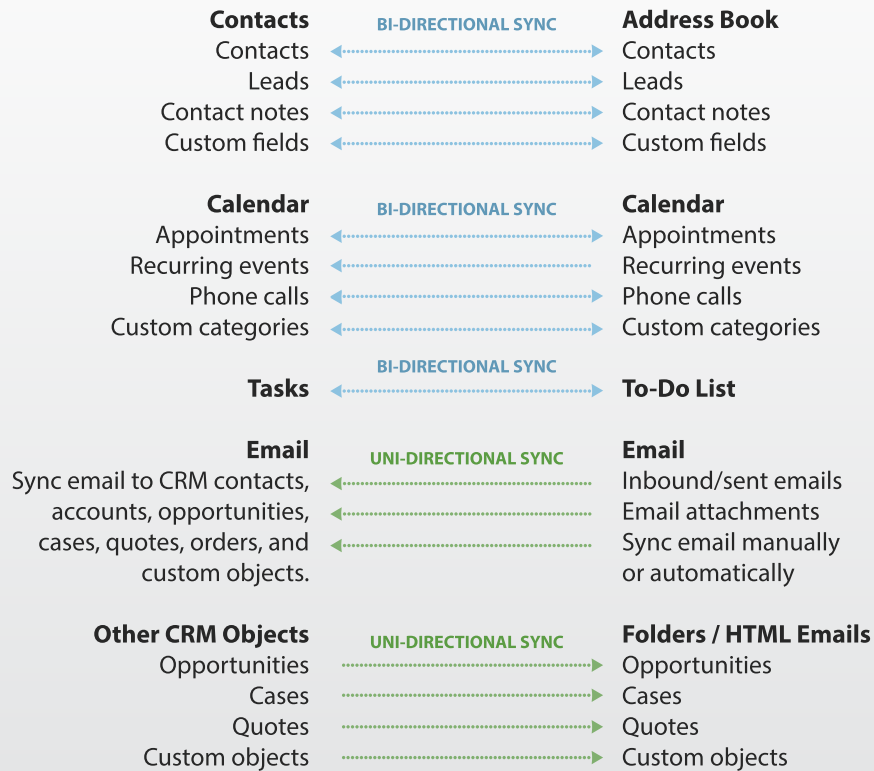 Contacts BI-DIRECTIONAL SYNC Address Book
Contacts Contacts
Leads Leads
Contact notes Contact notes
Custom fields Custom fields
Calendar BI-DIRECTIONAL SYNC Calendar
Appointments Appointments
Recurring events Recurring events
Phone calls Phone calls
Custom categories Custom categories
BI-DIRECTIONAL SYNC
Tasks To-Do List
Email UNI-DIRECTIONAL SYNC Email
Sync email to CRM contacts, Inbound/sent emails
accounts, opportunities, Email attachments
cases, quotes, orders, and Sync email manually
custom objects. or automatically
Other CRM Objects UNI-DIRECTIONAL SYNC Folders / HTML Emails
Opportunities Opportunities
Cases Cases
Quotes Quotes
Custom objects Custom objects